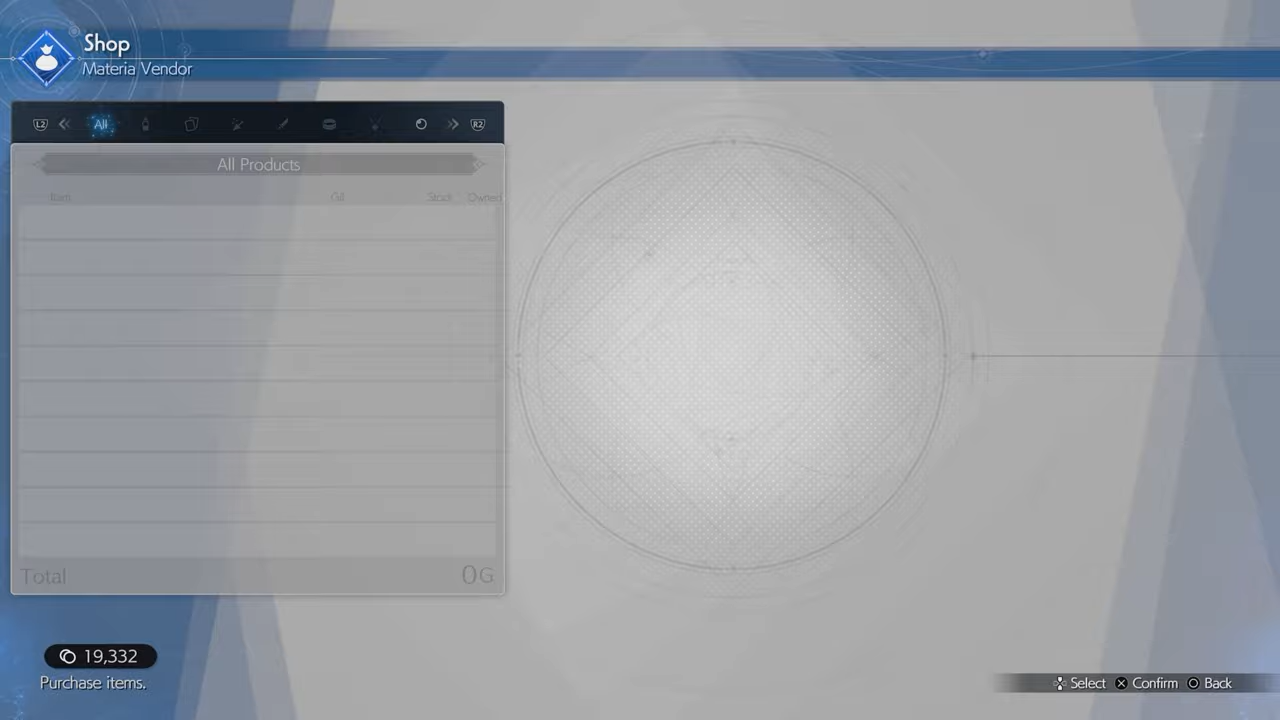 Shop
Materia Vendor
L2 All R2
All Products
Item Gil Stock Owned
Total 0G
19,332
Purchase items.
Select Confirm Back